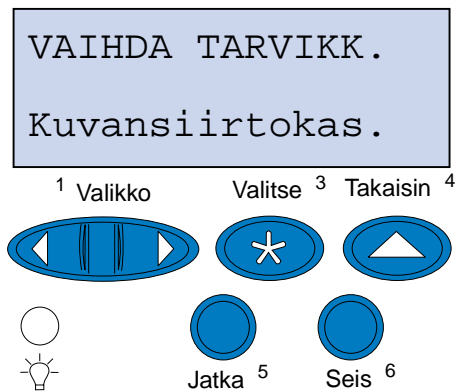 VAIHDA TARVIKK.
Kuvansiirtokas.
1 Valikko Valitse 3 Takaisin 4
Jatka 5 Seis 6